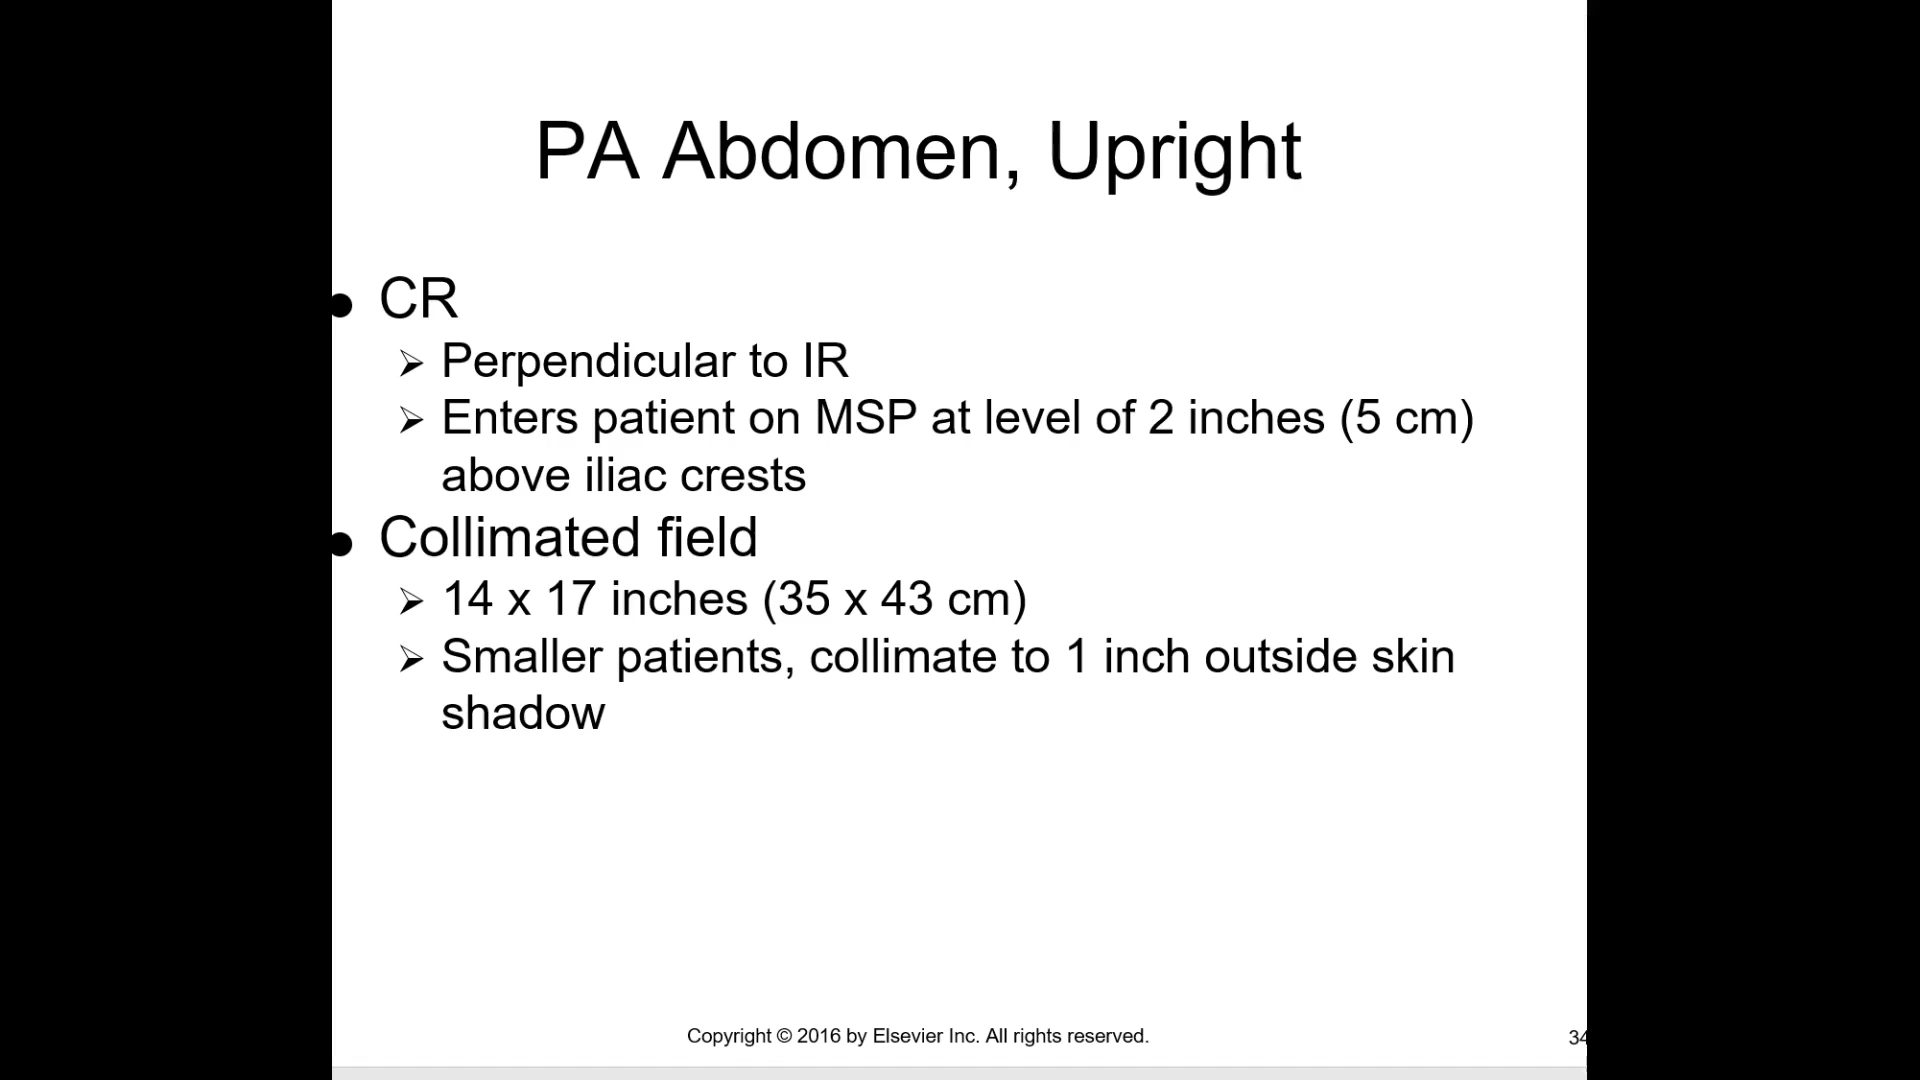 PA Abdomen, Upright
• CR
➢ Perpendicular to IR
➢ Enters patient on MSP at level of 2 inches (5 cm)
above iliac crests
• Collimated field
➢ 14 x 17 inches (35 x 43 cm)
➢ Smaller patients, collimate to 1 inch outside skin
shadow
Copyright © 2016 by Elsevier Inc. All rights reserved.
34